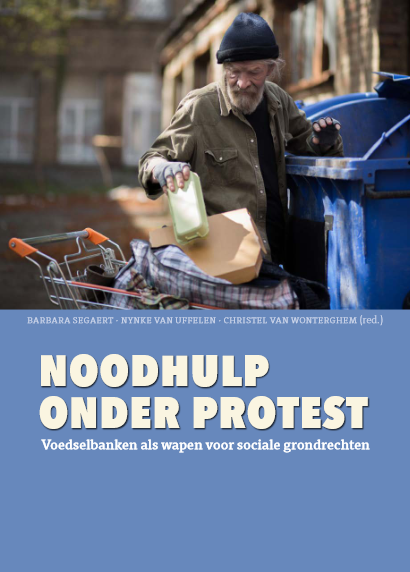 BARBARA SEGAERT · NYNKE VAN UFFELEN · CHRISTEL VAN WONTERGHEM (red.)
NOODHULP
ONDER PROTEST
Voedselbanken als wapen voor sociale grondrechten